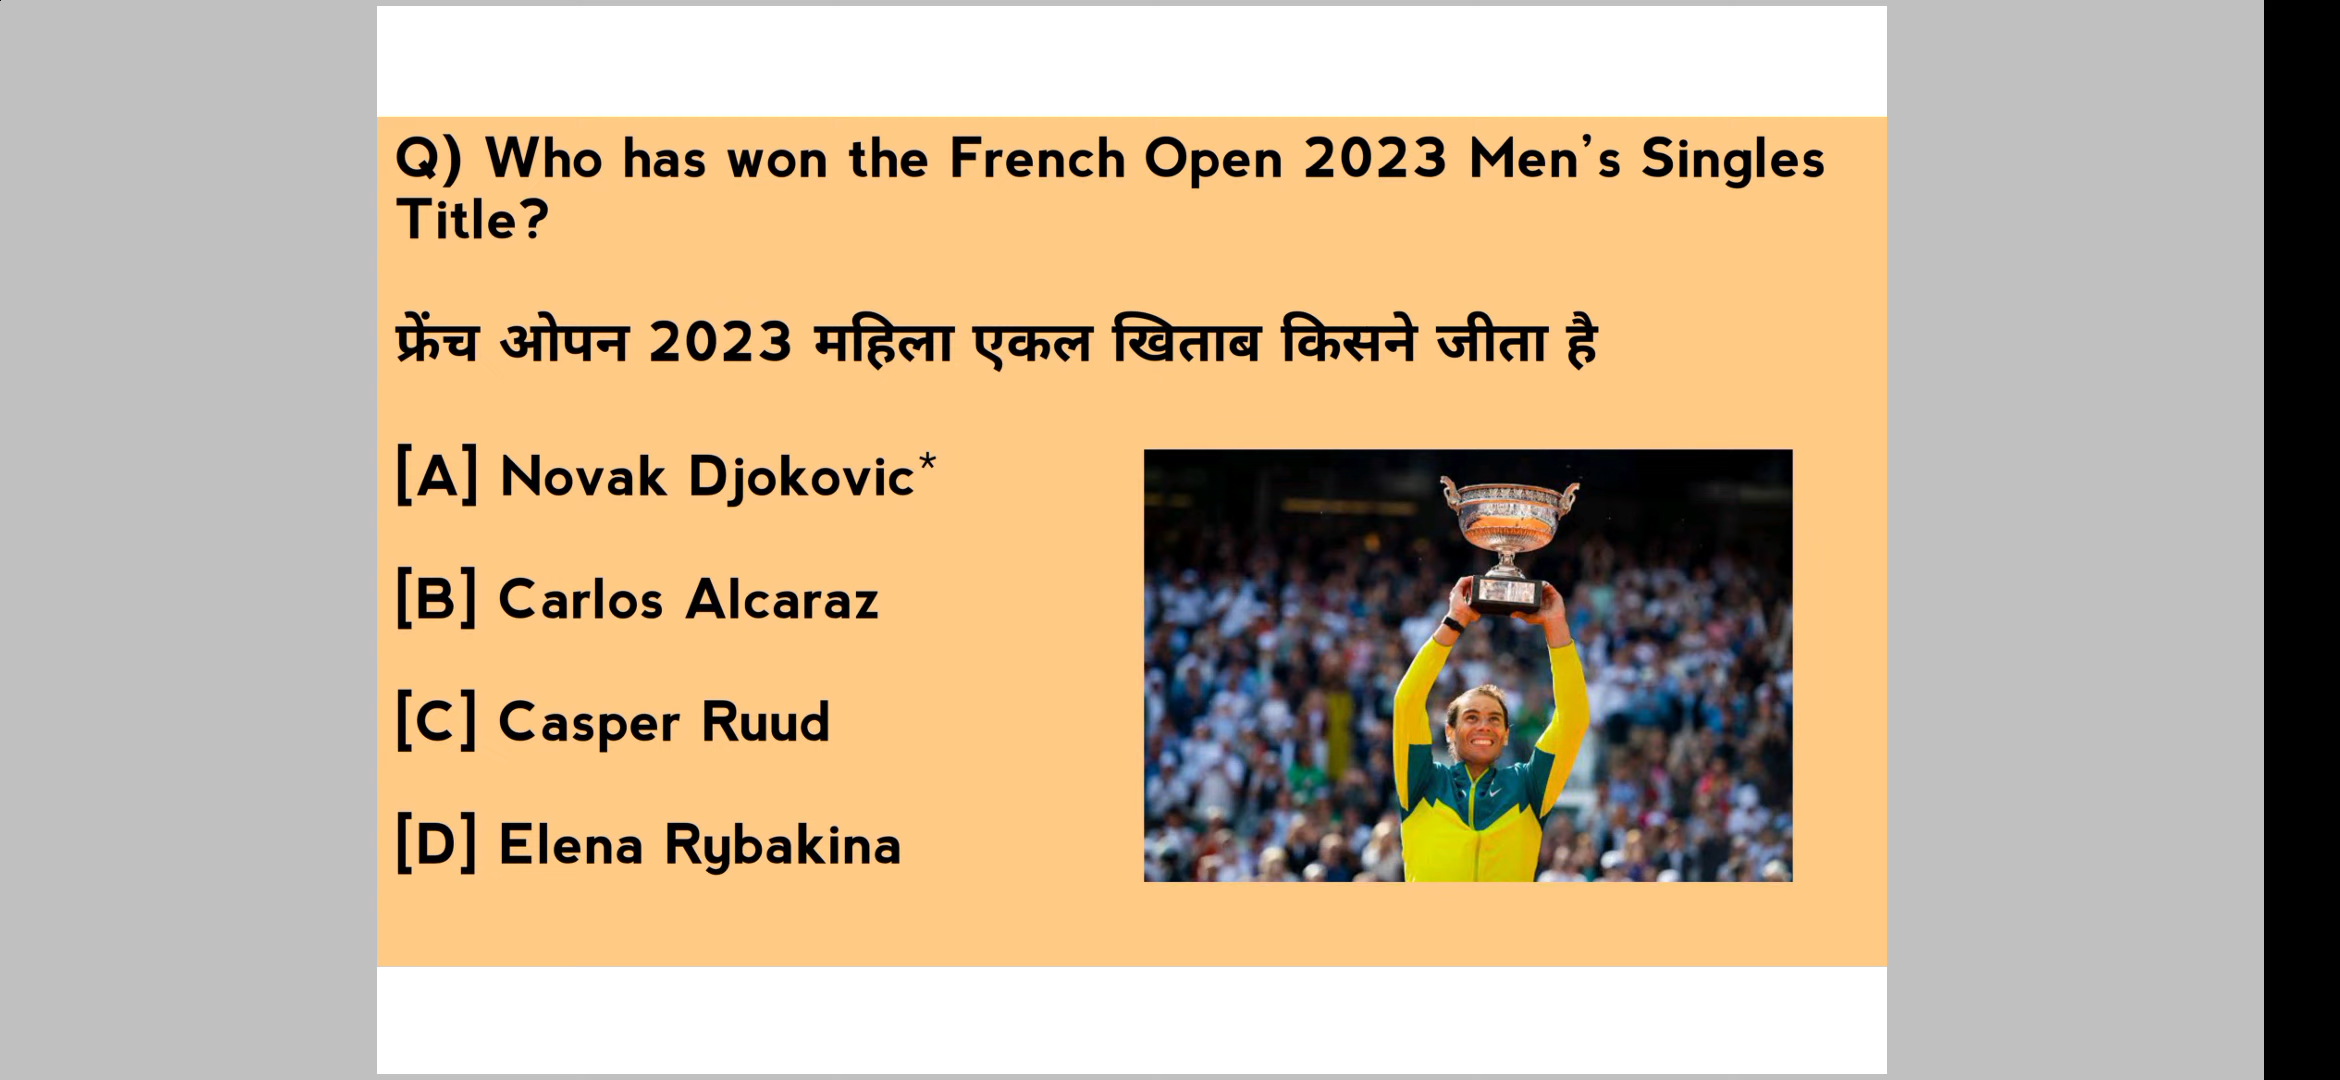 Q) Who has won the French Open 2023 Men’s Singles
Title?
फ्रेंच ओपन 2023 महिला एकल खिताब किसने जीता है
[A] Novak Djokovic*
[B] Carlos Alcaraz
[C] Casper Ruud
[D] Elena Rybakina